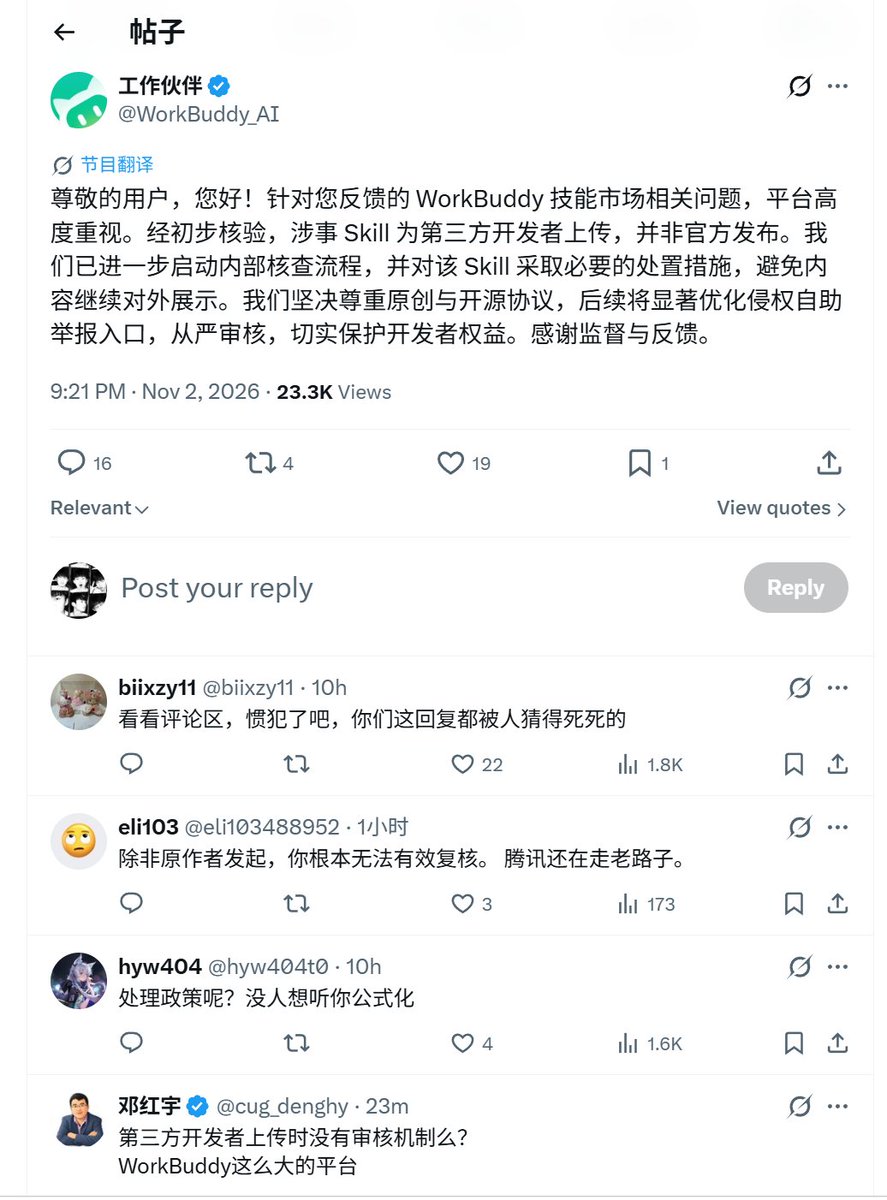 帖子
工作伙伴
@WorkBuddy_AI
节目翻译
尊敬的用户，您好！针对您反馈的 WorkBuddy 技能市场相关问题，平台高
度重视。经初步核验，涉事 Skill 为第三方开发者上传，并非官方发布。我
们已进一步启动内部核查流程，并对该 Skill 采取必要的处置措施，避免内
容继续对外展示。我们坚决尊重原创与开源协议，后续将显著优化侵权自助
举报入口，从严审核，切实保护开发者权益。感谢监督与反馈。
9:21 PM · Nov 2, 2026 · 23.3K Views
16 4 19 1
Relevant View quotes
Post your reply Reply
biixzy11 @biixzy11 · 10h
看看评论区，惯犯了吧，你们这回复都被人猜得死死的
22 1.8K
eli103 @eli103488952 · 1小时
除非原作者发起，你根本无法有效复核。 腾讯还在走老路子。
3 173
hyw404 @hyw404t0 · 10h
处理政策呢？没人想听你公式化
4 1.6K
邓红宇 @cug_denghy · 23m
第三方开发者上传时没有审核机制么？
WorkBuddy这么大的平台